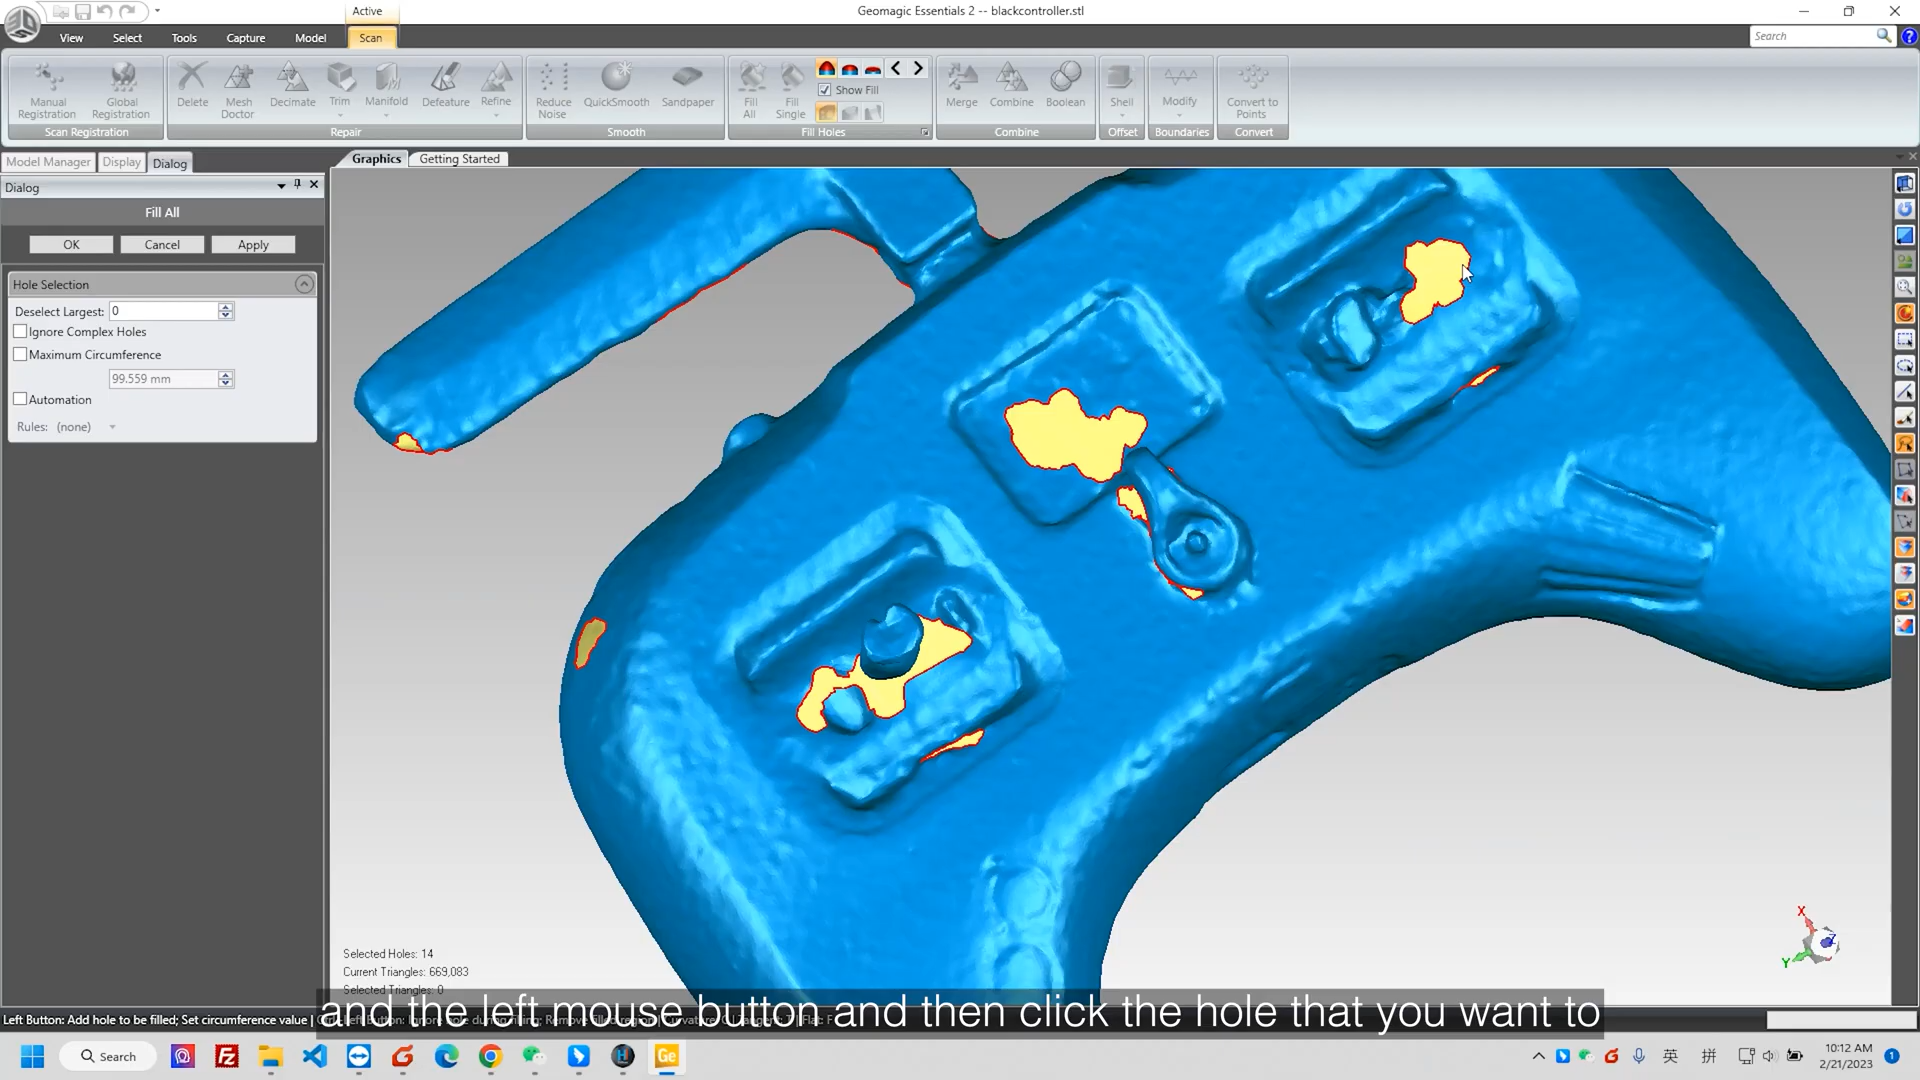 Active
Geomagic Essentials 2 -- blackcontroller.stl
View
Select
Tools
Capture
Model
Scan
Search
Manual Registration
Global Registration
Scan Registration
Delete
Mesh Doctor
Decimate
Trim
Manifold
Defeature
Refine
Repair
Reduce Noise
QuickSmooth
Sandpaper
Smooth
Fill All
Fill Single
Show Fill
Fill Holes
Merge
Combine
Boolean
Combine
Shell
Offset
Modify
Boundaries
Convert to Points
Convert
Model Manager
Display
Dialog
Graphics
Getting Started
Dialog
Fill All
OK
Cancel
Apply
Hole Selection
Deselect Largest: 0
Ignore Complex Holes
Maximum Circumference
99.559 mm
Automation
Rules: (none)
X
Y
Z
Selected Holes: 14
Current Triangles: 669,083
Selected Triangles: 0
and the left mouse button and then click the hole that you want to
Left Button: Add hole to be filled; Set circumference value |
Search
Fz
Ge
英
拼
10:12 AM
2/21/2023
1